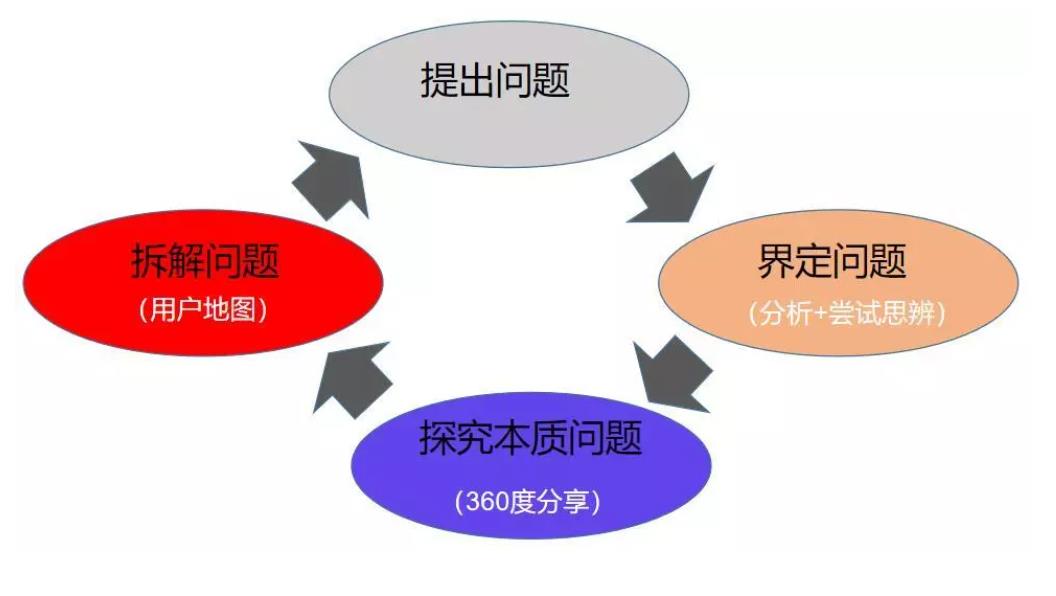 提出问题
界定问题
（分析+尝试思辨）
探究本质问题
（360度分享）
拆解问题
（用户地图）